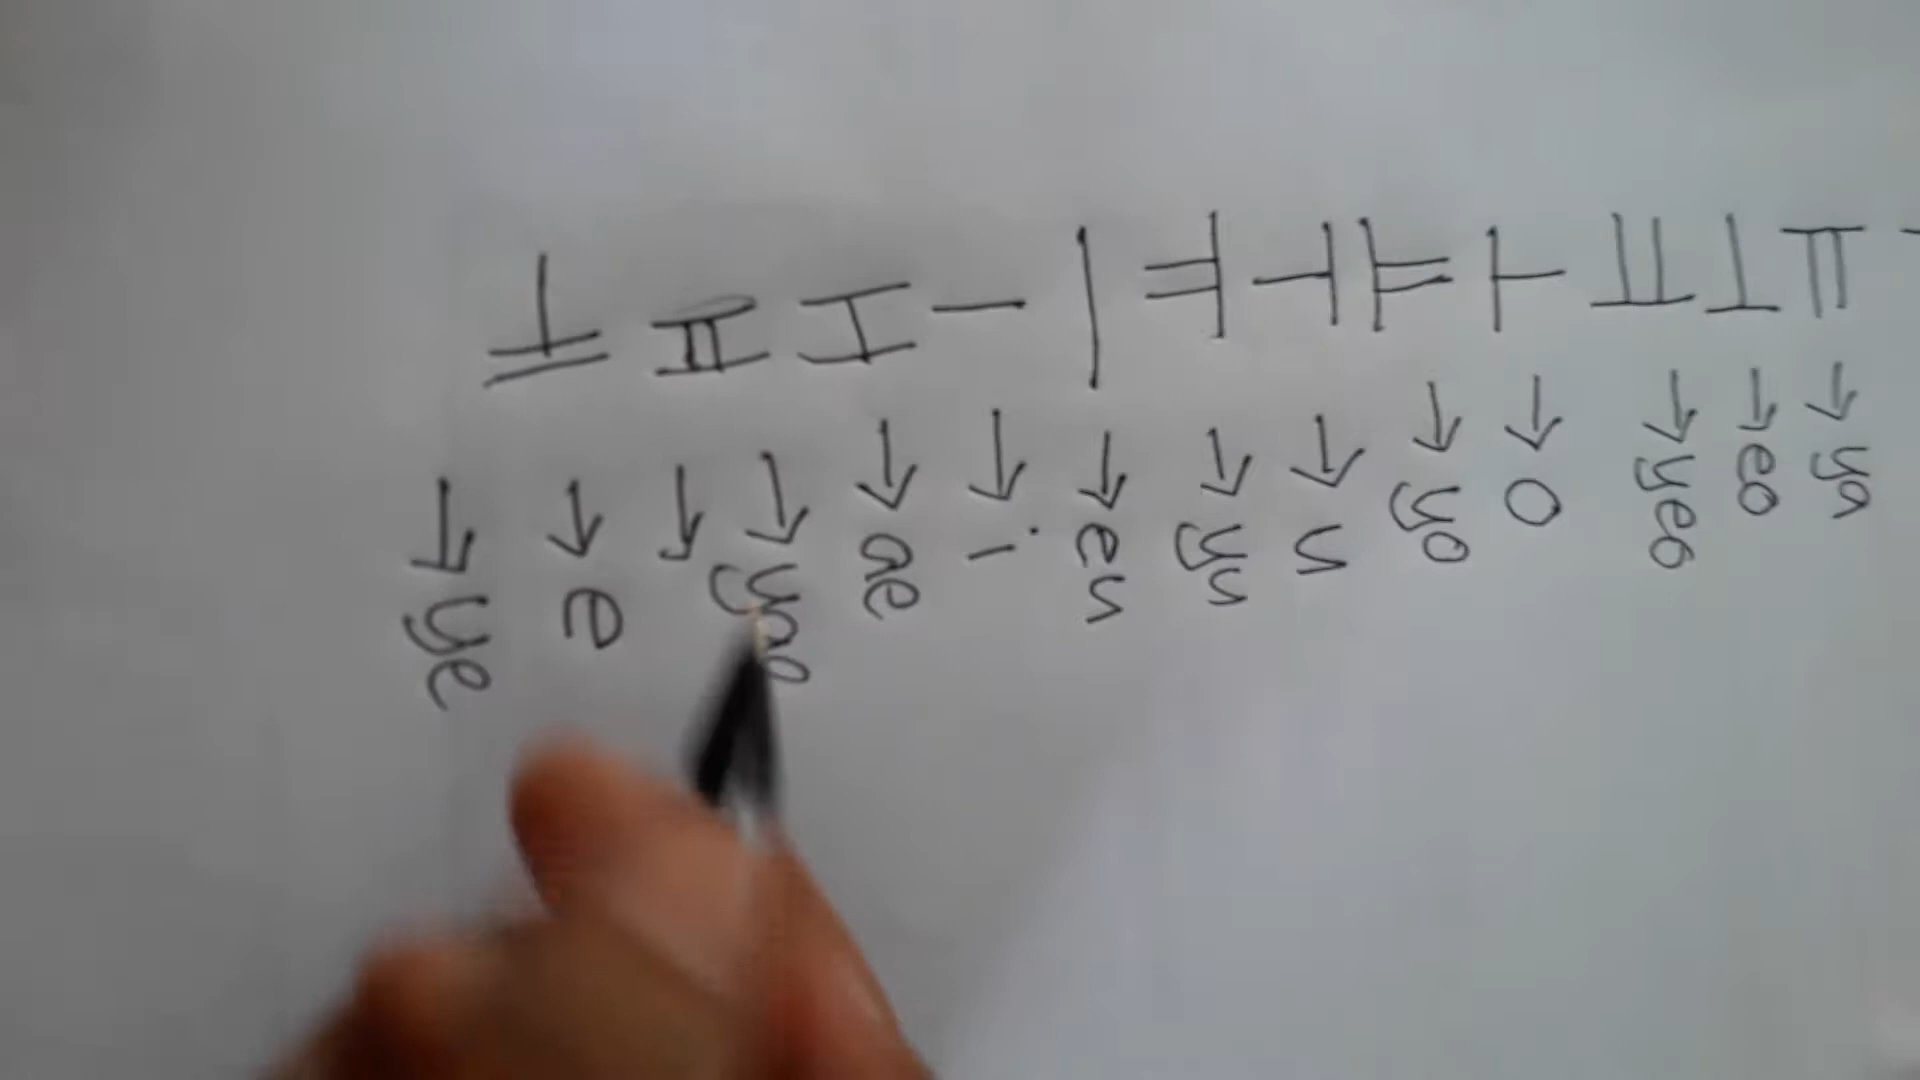 ㅑ → ya
ㅓ → eo
ㅕ → yeo
ㅗ → o
ㅛ → yo
ㅜ → u
ㅠ → yu
ㅡ → eu
ㅣ → i
ㅐ → ae
ㅒ → yae
→
ㅔ → e
→ ye